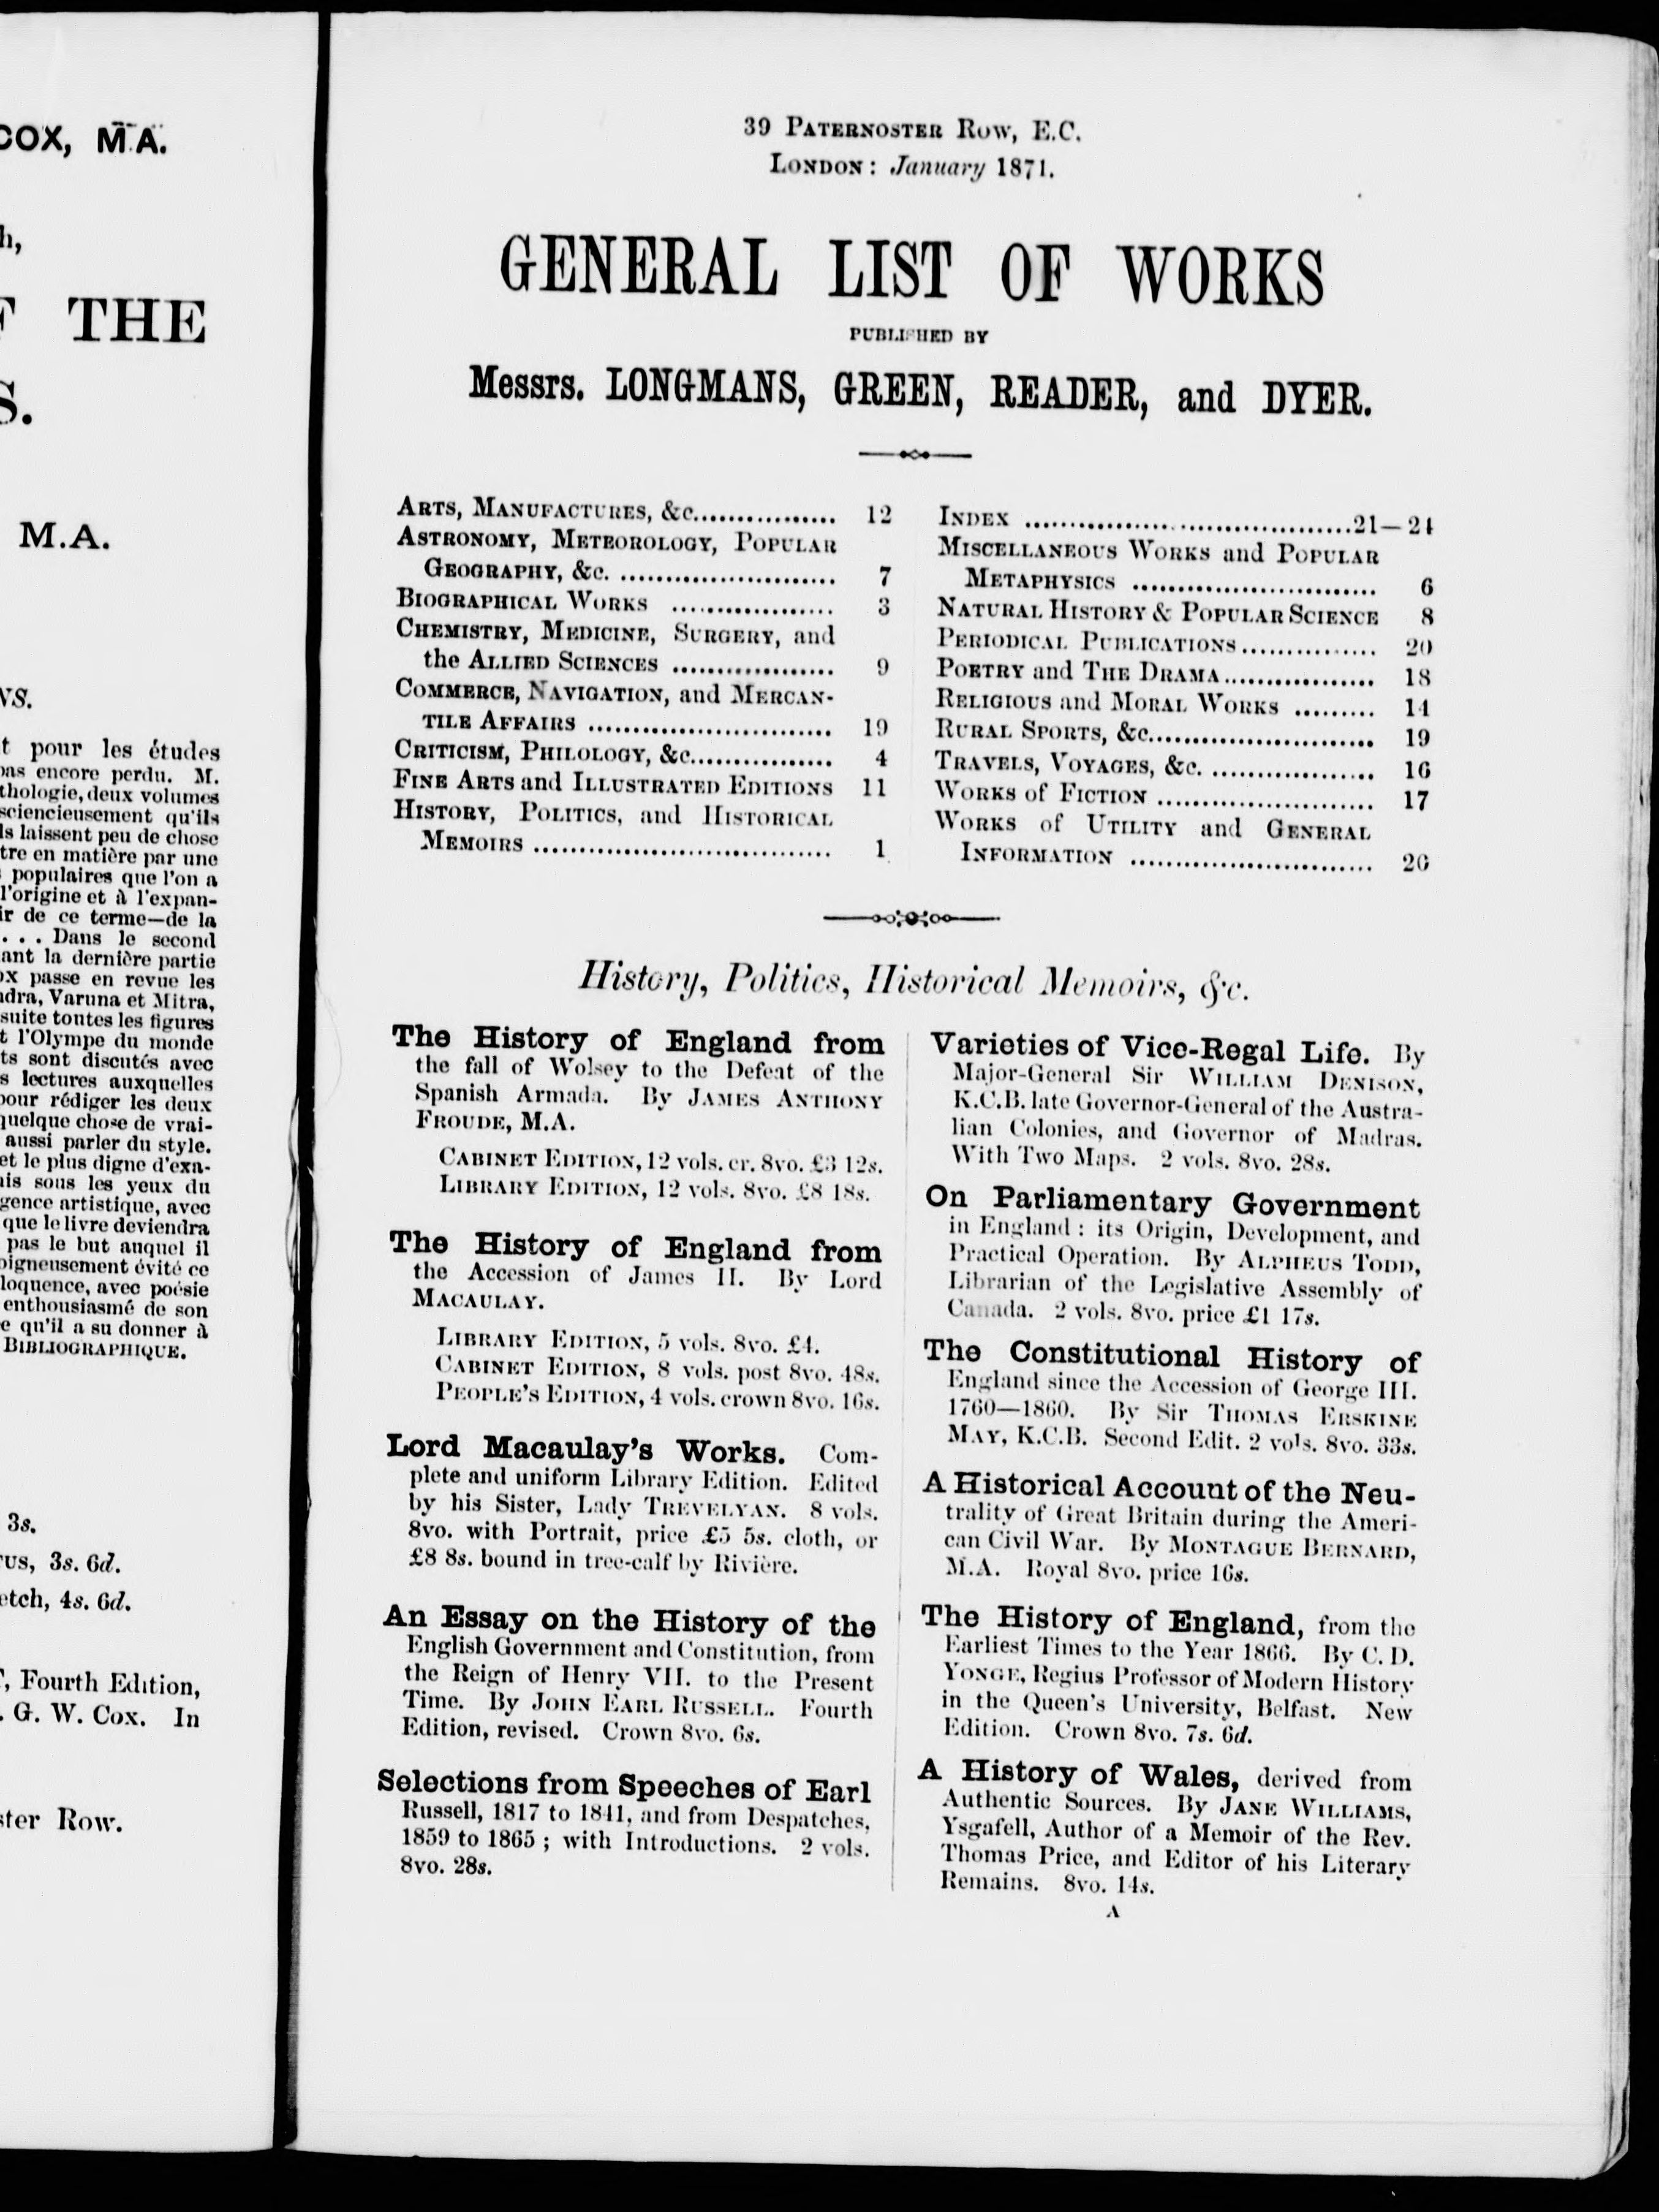 COX, M.A.
h,
F THE
S.
M.A.
WS.
t pour les études
pas encore perdu. M.
thologie, deux volumes
sciencieusement qu'ils
ls laissent peu de chose
tre en matière par une
populaires que l'on a
l'origine et à l'expan-
ir de ce terme—de la
. . . Dans le second
ant la dernière partie
ox passe en revue les
ndra, Varuna et Mitra,
suite toutes les figures
t l'Olympe du monde
ts sont discutés avec
s lectures auxquelles
pour rédiger les deux
quelque chose de vrai-
aussi parler du style.
et le plus digne d'exa-
is sous les yeux du
gence artistique, avec
que le livre deviendra
pas le but auquel il
oigneusement évité ce
loquence, avec poésie
enthousiasmé de son
e qu'il a su donner à
BIBLIOGRAPHIQUE.
3s.
us, 3s. 6d.
etch, 4s. 6d.
, Fourth Edition,
. G. W. Cox. In
ster Row.
39 PATERNOSTER ROW, E.C.
LONDON: January 1871.
GENERAL LIST OF WORKS
PUBLISHED BY
Messrs. LONGMANS, GREEN, READER, and DYER.
ARTS, MANUFACTURES, &c................ 12
ASTRONOMY, METEOROLOGY, POPULAR
GEOGRAPHY, &c. ........................ 7
BIOGRAPHICAL WORKS .................. 3
CHEMISTRY, MEDICINE, SURGERY, and
the ALLIED SCIENCES .................. 9
COMMERCE, NAVIGATION, and MERCAN-
TILE AFFAIRS ........................... 19
CRITICISM, PHILOLOGY, &c................ 4
FINE ARTS and ILLUSTRATED EDITIONS 11
HISTORY, POLITICS, and HISTORICAL
MEMOIRS ................................. 1
INDEX ....................................21—24
MISCELLANEOUS WORKS and POPULAR
METAPHYSICS ........................... 6
NATURAL HISTORY & POPULAR SCIENCE 8
PERIODICAL PUBLICATIONS............... 20
POETRY and THE DRAMA................. 18
RELIGIOUS and MORAL WORKS ......... 14
RURAL SPORTS, &c......................... 19
TRAVELS, VOYAGES, &c. .................. 16
WORKS of FICTION ........................ 17
WORKS of UTILITY and GENERAL
INFORMATION ........................... 20
History, Politics, Historical Memoirs, &c.
The History of England from
the fall of Wolsey to the Defeat of the
Spanish Armada. By JAMES ANTHONY
FROUDE, M.A.
CABINET EDITION, 12 vols. cr. 8vo. £3 12s.
LIBRARY EDITION, 12 vols. 8vo. £8 18s.
The History of England from
the Accession of James II. By Lord
MACAULAY.
LIBRARY EDITION, 5 vols. 8vo. £4.
CABINET EDITION, 8 vols. post 8vo. 48s.
PEOPLE'S EDITION, 4 vols. crown 8vo. 16s.
Lord Macaulay's Works. Com-
plete and uniform Library Edition. Edited
by his Sister, Lady TREVELYAN. 8 vols.
8vo. with Portrait, price £5 5s. cloth, or
£8 8s. bound in tree-calf by Rivière.
An Essay on the History of the
English Government and Constitution, from
the Reign of Henry VII. to the Present
Time. By JOHN EARL RUSSELL. Fourth
Edition, revised. Crown 8vo. 6s.
Selections from Speeches of Earl
Russell, 1817 to 1841, and from Despatches,
1859 to 1865; with Introductions. 2 vols.
8vo. 28s.
Varieties of Vice-Regal Life. By
Major-General Sir WILLIAM DENISON,
K.C.B. late Governor-General of the Austra-
lian Colonies, and Governor of Madras.
With Two Maps. 2 vols. 8vo. 28s.
On Parliamentary Government
in England: its Origin, Development, and
Practical Operation. By ALPHEUS TODD,
Librarian of the Legislative Assembly of
Canada. 2 vols. 8vo. price £1 17s.
The Constitutional History of
England since the Accession of George III.
1760—1860. By Sir THOMAS ERSKINE
MAY, K.C.B. Second Edit. 2 vols. 8vo. 33s.
A Historical Account of the Neu-
trality of Great Britain during the Ameri-
can Civil War. By MONTAGUE BERNARD,
M.A. Royal 8vo. price 16s.
The History of England, from the
Earliest Times to the Year 1866. By C. D.
YONGE, Regius Professor of Modern History
in the Queen's University, Belfast. New
Edition. Crown 8vo. 7s. 6d.
A History of Wales, derived from
Authentic Sources. By JANE WILLIAMS,
Ysgafell, Author of a Memoir of the Rev.
Thomas Price, and Editor of his Literary
Remains. 8vo. 14s.
A